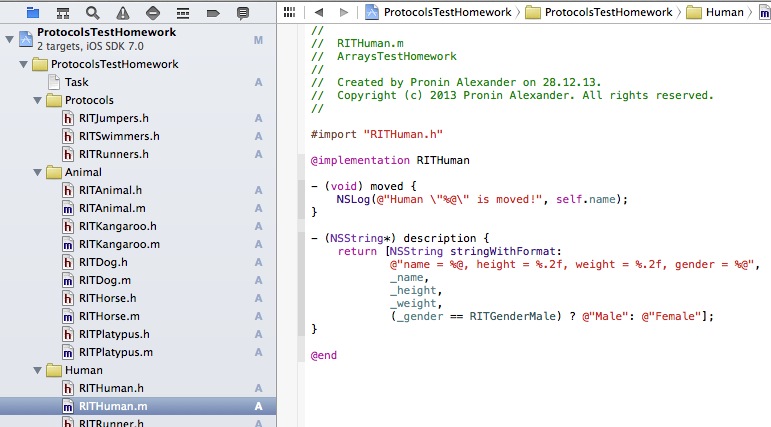 ProtocolsTestHomework
2 targets, iOS SDK 7.0
M
ProtocolsTestHomework
Task
A
Protocols
RITJumpers.h
A
RITSwimmers.h
A
RITRunners.h
A
Animal
RITAnimal.h
A
RITAnimal.m
A
RITKangaroo.h
A
RITKangaroo.m
A
RITDog.h
A
RITDog.m
A
RITHorse.h
A
RITHorse.m
A
RITPlatypus.h
A
RITPlatypus.m
A
Human
RITHuman.h
A
RITHuman.m
A
RITRunner.h
A
ProtocolsTestHomework
ProtocolsTestHomework
Human
//
//  RITHuman.m
//  ArraysTestHomework
//
//  Created by Pronin Alexander on 28.12.13.
//  Copyright (c) 2013 Pronin Alexander. All rights reserved.
//
#import "RITHuman.h"
@implementation RITHuman
- (void) moved {
NSLog(@"Human \"%@\" is moved!", self.name);
}
- (NSString*) description {
return [NSString stringWithFormat:
@"name = %@, height = %.2f, weight = %.2f, gender = %@",
_name,
_height,
_weight,
(_gender == RITGenderMale) ? @"Male": @"Female"];
}
@end